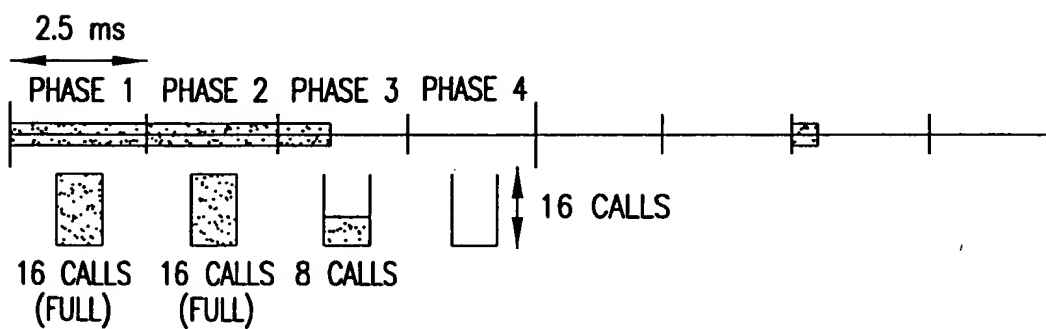 2.5 ms
PHASE 1 PHASE 2 PHASE 3 PHASE 4
16 CALLS
16 CALLS 16 CALLS 8 CALLS
(FULL) (FULL)